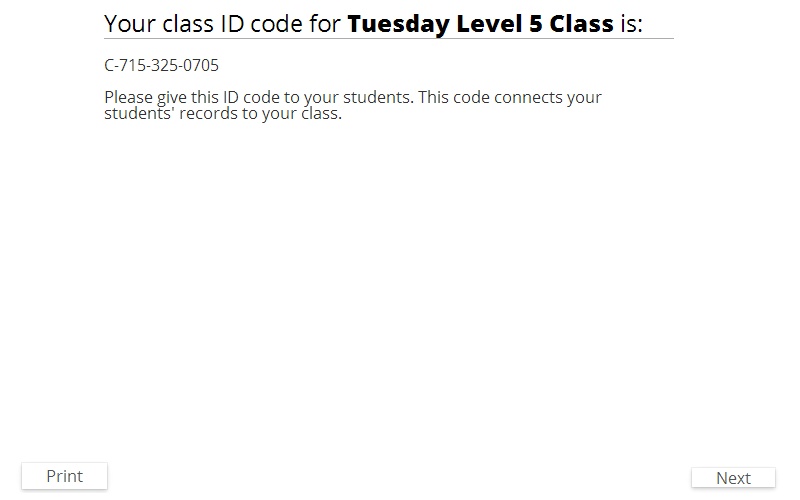 Your class ID code for Tuesday Level 5 Class is:
C-715-325-0705
Please give this ID code to your students. This code connects your
students' records to your class.
Print
Next